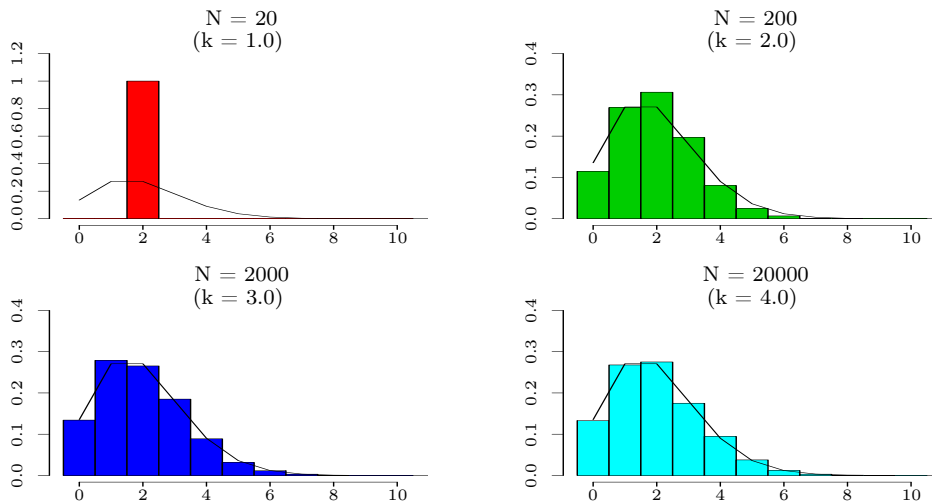 N = 20
(k = 1.0)
0.0 0.2 0.4 0.6 0.8 1 1.2
0 2 4 6 8 10
N = 200
(k = 2.0)
0.0 0.1 0.2 0.3 0.4
0 2 4 6 8 10
N = 2000
(k = 3.0)
0.0 0.1 0.2 0.3 0.4
0 2 4 6 8 10
N = 20000
(k = 4.0)
0.0 0.1 0.2 0.3 0.4
0 2 4 6 8 10